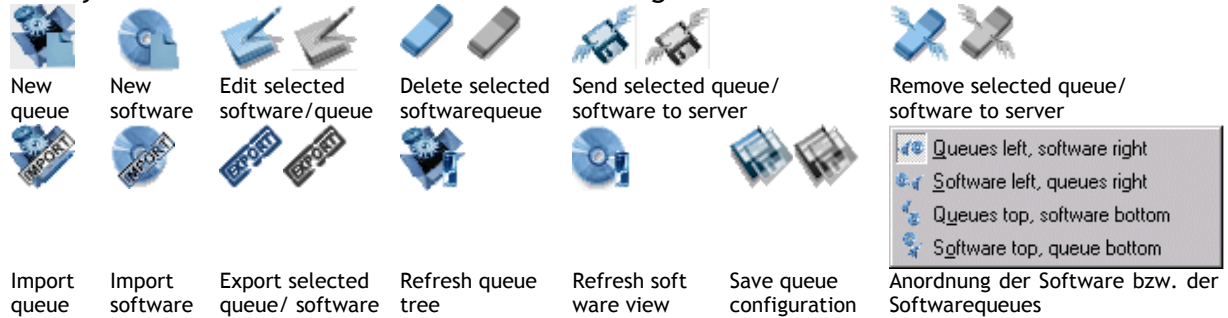 New queue
New software
Edit selected software/queue
Delete selected softwarequeue
Send selected queue/ software to server
Remove selected queue/ software to server
IMPORT
IMPORT
EXPORT
EXPORT
Queues left, software right
Software left, queues right
Queues top, software bottom
Software top, queue bottom
Import queue
Import software
Export selected queue/ software
Refresh queue tree
Refresh soft ware view
Save queue configuration
Anordnung der Software bzw. der Softwarequeues